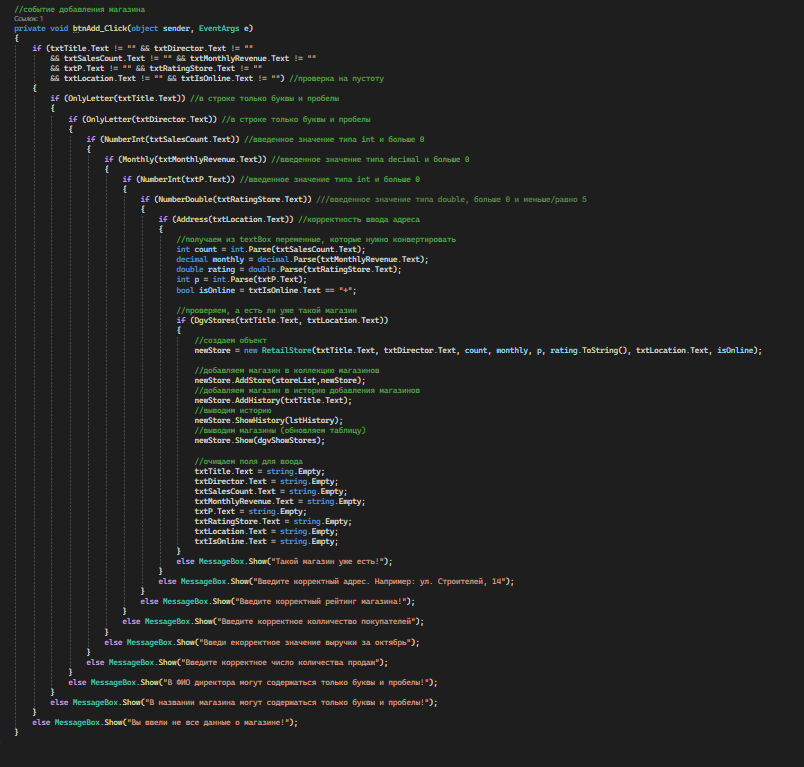 //событие добавления магазина
Ссылок: 1
private void btnAdd_Click(object sender, EventArgs e)
{
if (txtTitle.Text != "" && txtDirector.Text != ""
&& txtSalesCount.Text != "" && txtMonthlyRevenue.Text != ""
&& txtP.Text != "" && txtRatingStore.Text != ""
&& txtLocation.Text != "" && txtIsOnline.Text != "") //проверка на пустоту
{
if (OnlyLetter(txtTitle.Text)) //в строке только буквы и пробелы
{
if (OnlyLetter(txtDirector.Text)) //в строке только буквы и пробелы
{
if (NumberInt(txtSalesCount.Text)) //введенное значение типа int и больше 0
{
if (Monthly(txtMonthlyRevenue.Text)) //введенное значение типа decimal и больше 0
{
if (NumberInt(txtP.Text)) //введенное значение типа int и больше 0
{
if (NumberDouble(txtRatingStore.Text)) ///введенное значение типа double, больше 0 и меньше/равно 5
{
if (Address(txtLocation.Text)) //корректность ввода адреса
{
//получаем из textBox переменные, которые нужно конвертировать
int count = int.Parse(txtSalesCount.Text);
decimal monthly = decimal.Parse(txtMonthlyRevenue.Text);
double rating = double.Parse(txtRatingStore.Text);
int p = int.Parse(txtP.Text);
bool isOnline = txtIsOnline.Text == "+";
//проверяем, а есть ли уже такой магазин
if (DgvStores(txtTitle.Text, txtLocation.Text))
{
//создаем объект
newStore = new RetailStore(txtTitle.Text, txtDirector.Text, count, monthly, p, rating.ToString(), txtLocation.Text, isOnline);
//добавляем магазин в коллекцию магазинов
newStore.AddStore(storeList,newStore);
//добавляем магазин в историю добавления магазинов
newStore.AddHistory(txtTitle.Text);
//выводим историю
newStore.ShowHistory(lstHistory);
//выводим магазины (обновляем таблицу)
newStore.Show(dgvShowStores);
//очищаем поля для ввода
txtTitle.Text = string.Empty;
txtDirector.Text = string.Empty;
txtSalesCount.Text = string.Empty;
txtMonthlyRevenue.Text = string.Empty;
txtP.Text = string.Empty;
txtRatingStore.Text = string.Empty;
txtLocation.Text = string.Empty;
txtIsOnline.Text = string.Empty;
}
else MessageBox.Show("Такой магазин уже есть!");
}
else MessageBox.Show("Введите корректный адрес. Например: ул. Строителей, 14");
}
else MessageBox.Show("Введите корректный рейтинг магазина!");
}
else MessageBox.Show("Введите корректное колличество покупателей");
}
else MessageBox.Show("Введи екорректное значение выручки за октябрь");
}
else MessageBox.Show("Введите корректное число количества продаж");
}
else MessageBox.Show("В ФИО директора могут содержаться только буквы и пробелы!");
}
else MessageBox.Show("В названии магазина могут содержаться только буквы и пробелы!");
}
else MessageBox.Show("Вы ввели не все данные о магазине!");
}